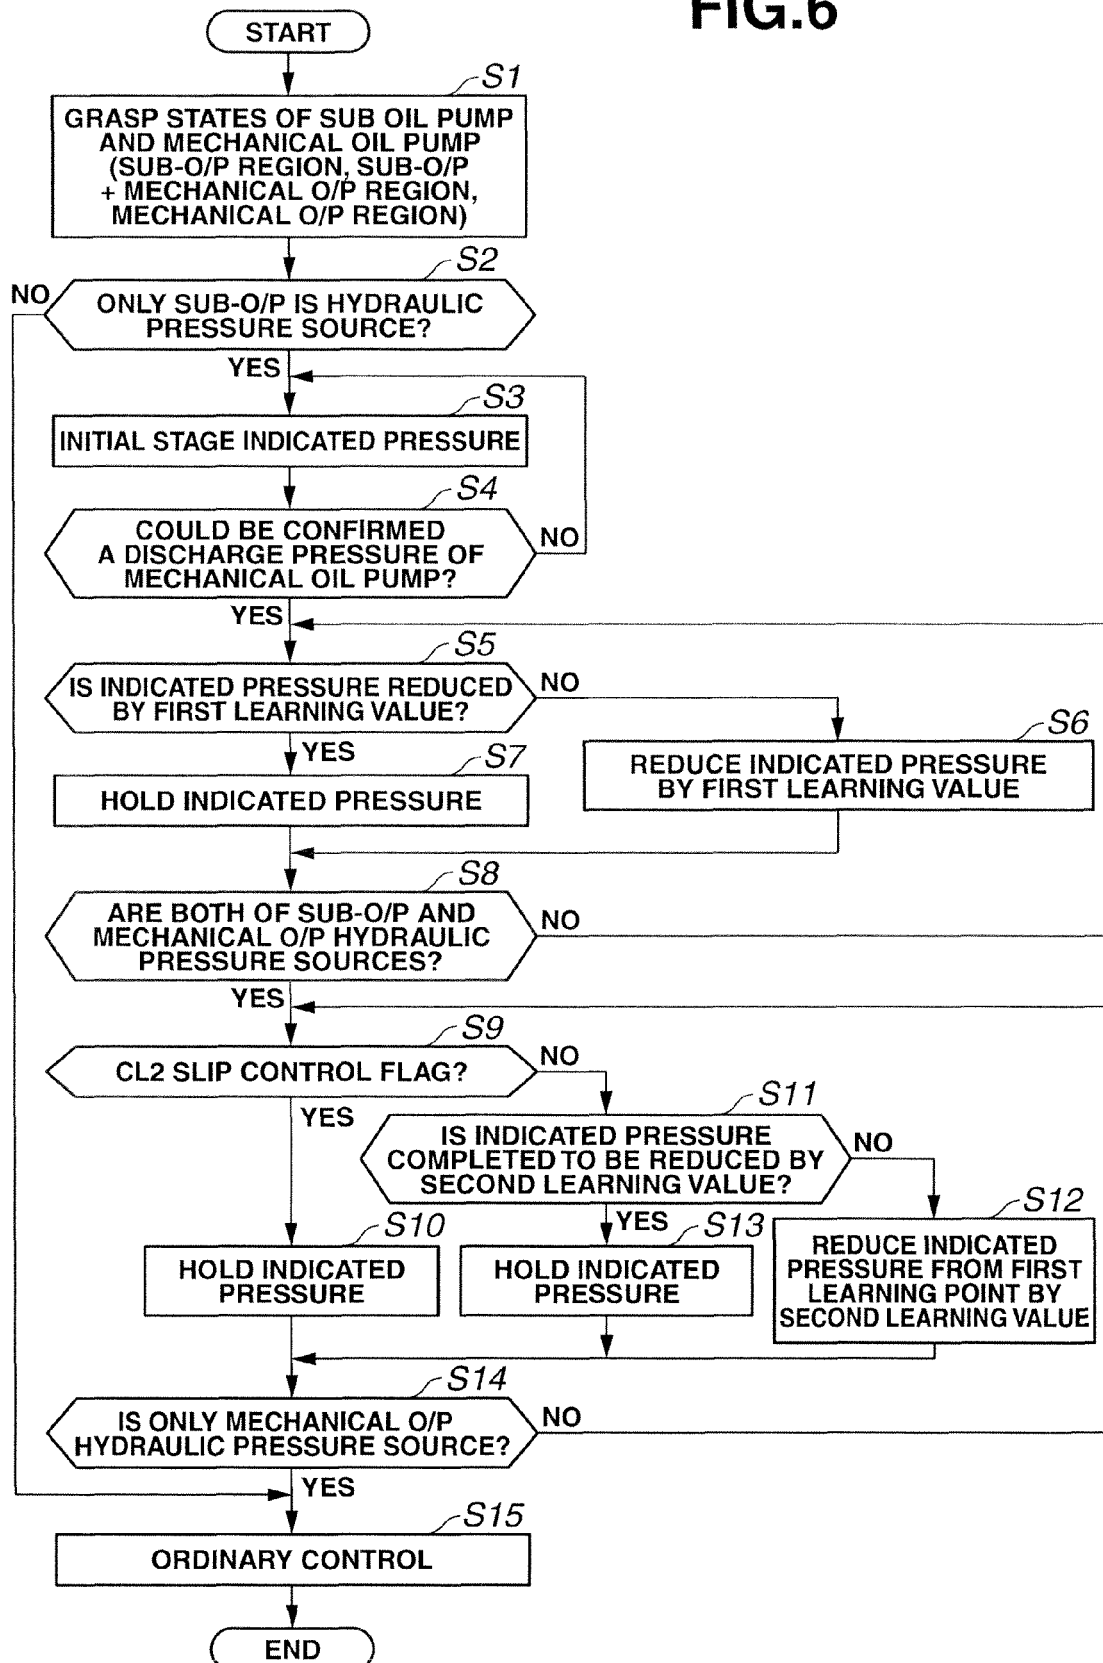 FIG.6
START
S1
GRASP STATES OF SUB OIL PUMP
AND MECHANICAL OIL PUMP
(SUB-O/P REGION, SUB-O/P
+ MECHANICAL O/P REGION,
MECHANICAL O/P REGION)
S2
NO
ONLY SUB-O/P IS HYDRAULIC
PRESSURE SOURCE?
YES
S3
INITIAL STAGE INDICATED PRESSURE
S4
COULD BE CONFIRMED
A DISCHARGE PRESSURE OF
MECHANICAL OIL PUMP?
NO
YES
S5
IS INDICATED PRESSURE REDUCED
BY FIRST LEARNING VALUE?
NO
YES
S6
REDUCE INDICATED PRESSURE
BY FIRST LEARNING VALUE
S7
HOLD INDICATED PRESSURE
S8
ARE BOTH OF SUB-O/P AND
MECHANICAL O/P HYDRAULIC
PRESSURE SOURCES?
NO
YES
S9
CL2 SLIP CONTROL FLAG?
NO
YES
S11
IS INDICATED PRESSURE
COMPLETED TO BE REDUCED BY
SECOND LEARNING VALUE?
NO
YES
S10
HOLD INDICATED
PRESSURE
S13
HOLD INDICATED
PRESSURE
S12
REDUCE INDICATED
PRESSURE FROM FIRST
LEARNING POINT BY
SECOND LEARNING VALUE
S14
IS ONLY MECHANICAL O/P
HYDRAULIC PRESSURE SOURCE?
NO
YES
S15
ORDINARY CONTROL
END